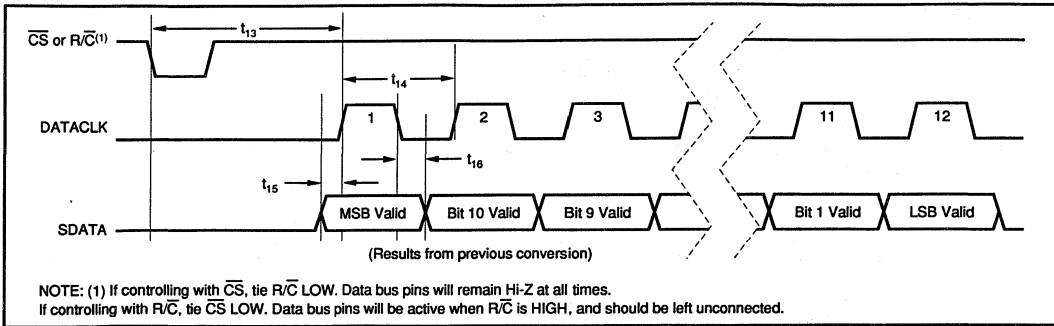 t13
CS or R/C(1)
t14
1 2 3 11 12
DATACLK
t16
t15
MSB Valid Bit 10 Valid Bit 9 Valid Bit 1 Valid LSB Valid
SDATA
(Results from previous conversion)
NOTE: (1) If controlling with C̅S̅, tie R/C̅ LOW. Data bus pins will remain Hi-Z at all times.
If controlling with R/C̅, tie C̅S̅ LOW. Data bus pins will be active when R/C̅ is HIGH, and should be left unconnected.